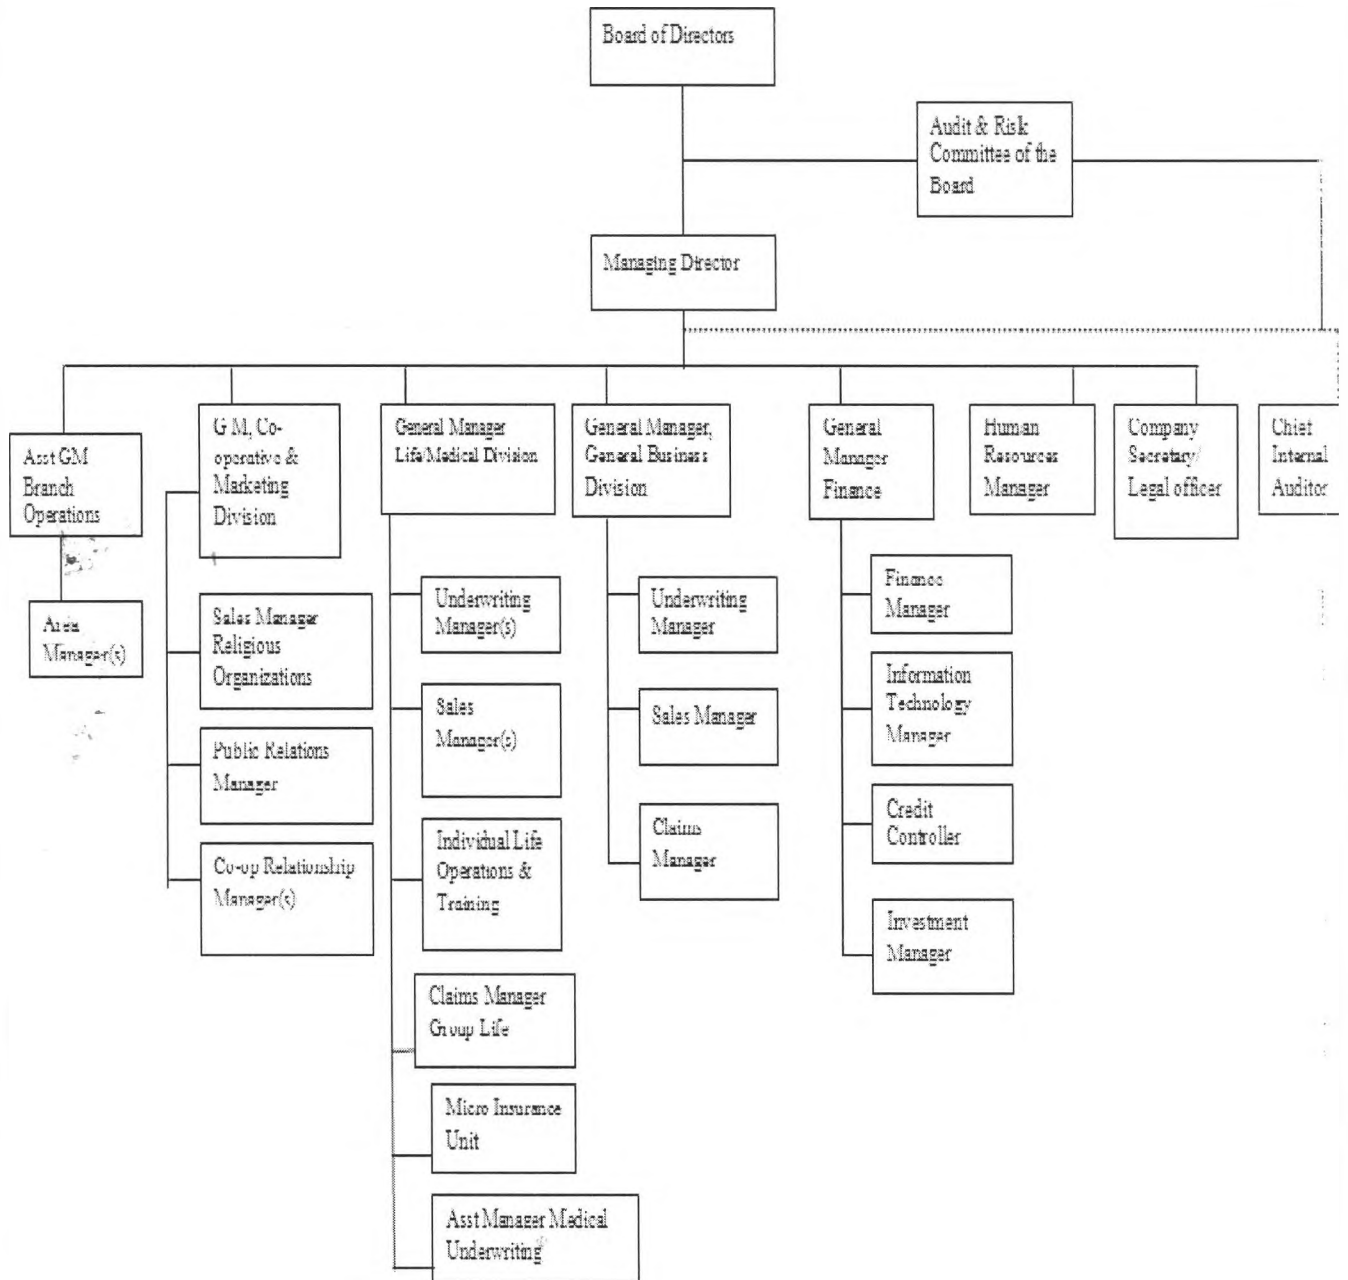 Board of Directors
Audit & Risk
Committee of the
Board
Managing Director
Asst GM
Branch
Operations
G M, Co-
operative &
Marketing
Division
General Manager
Life/Medical Division
General Manager,
General Business
Division
General
Manager
Finance
Human
Resources
Manager
Company
Secretary/
Legal officer
Chief
Internal
Auditor
Area
Manager(s)
Sales Manager
Religious
Organizations
Public Relations
Manager
Co-op Relationship
Manager(s)
Underwriting
Manager(s)
Sales
Manager(s)
Individual Life
Operations &
Training
Claims Manager
Group Life
Micro Insurance
Unit
Asst Manager Medical
Underwriting
Underwriting
Manager
Sales Manager
Claims
Manager
Finance
Manager
Information
Technology
Manager
Credit
Controller
Investment
Manager